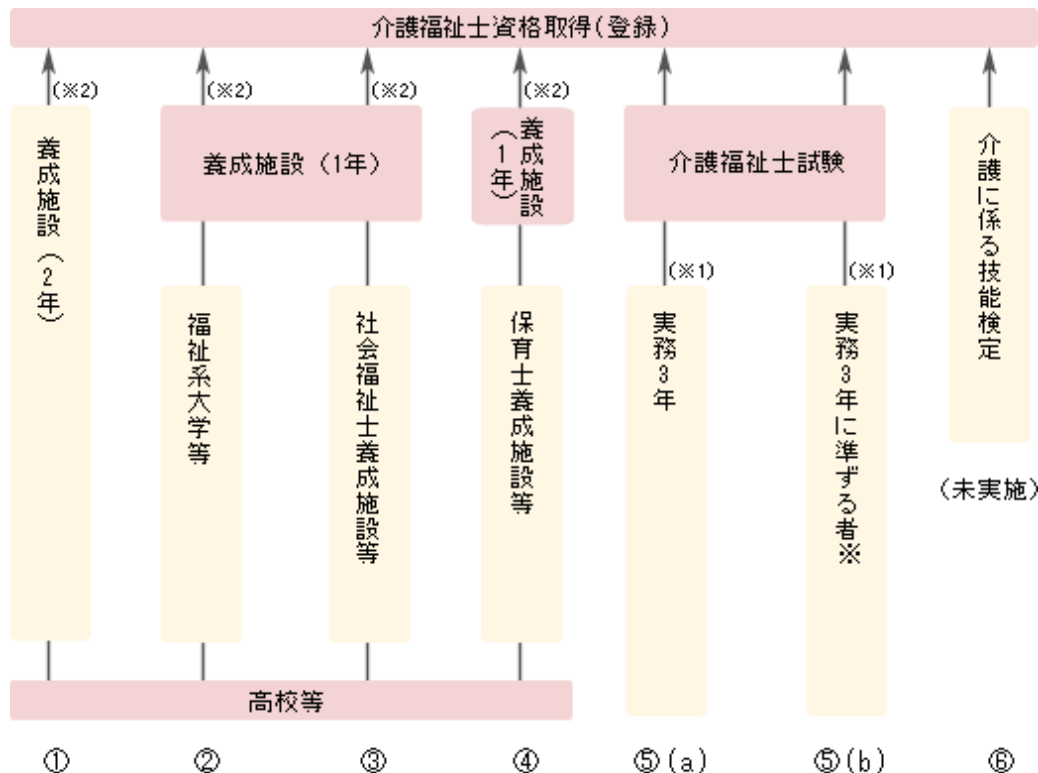 介護福祉士資格取得(登録)
(※2)
(※2)
(※2)
(※2)
養成施設(2年)
養成施設(1年)
養成施設
(1年)
介護福祉士試験
介護に係る技能検定
(※1)
(※1)
福祉系大学等
社会福祉士養成施設等
保育士養成施設等
実務3年
実務3年に準ずる者※
(未実施)
高校等
① ② ③ ④ ⑤(a) ⑤(b) ⑥